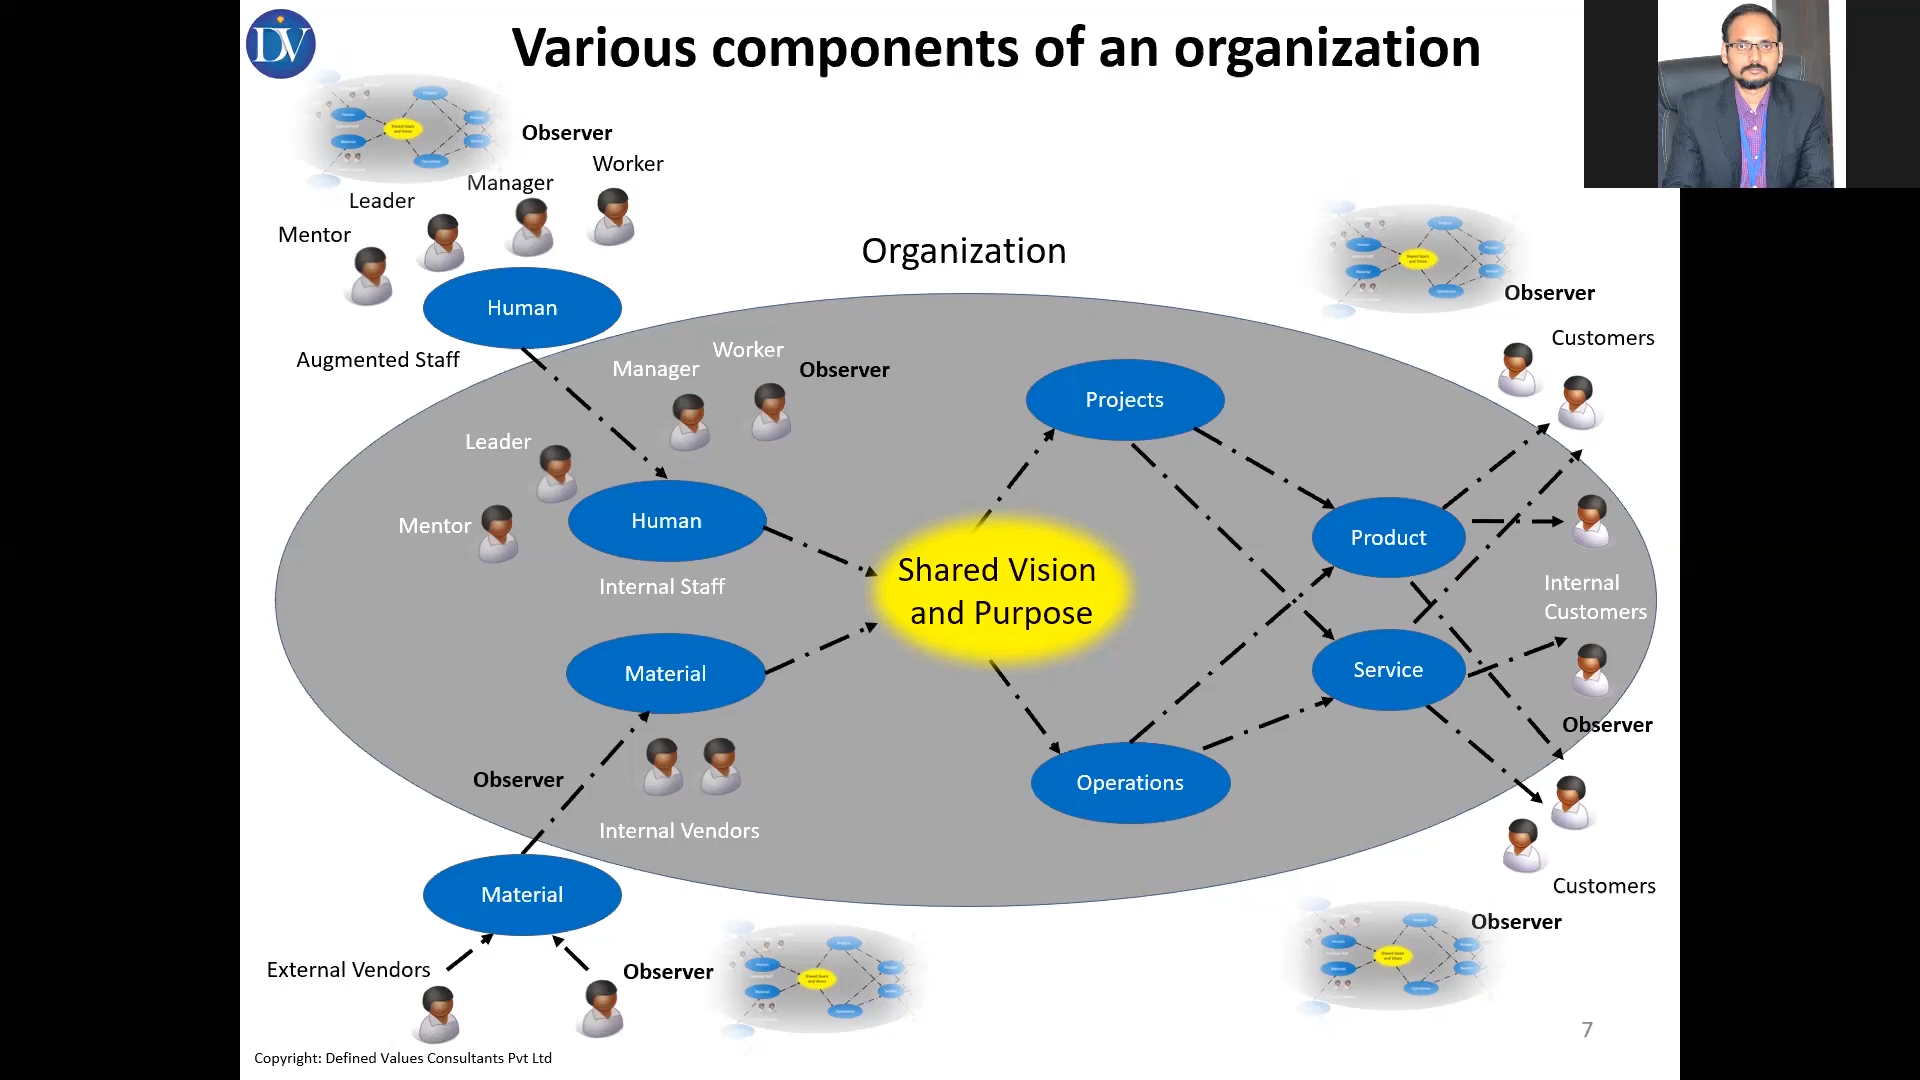 DV
Various components of an organization
Observer
Worker
Manager
Leader
Mentor
Human
Augmented Staff
Organization
Observer
Customers
Worker
Manager
Observer
Leader
Mentor
Human
Internal Staff
Projects
Shared Vision
and Purpose
Product
Internal
Customers
Material
Service
Observer
Observer
Operations
Internal Vendors
Material
Customers
Observer
External Vendors
Observer
7
Copyright: Defined Values Consultants Pvt Ltd